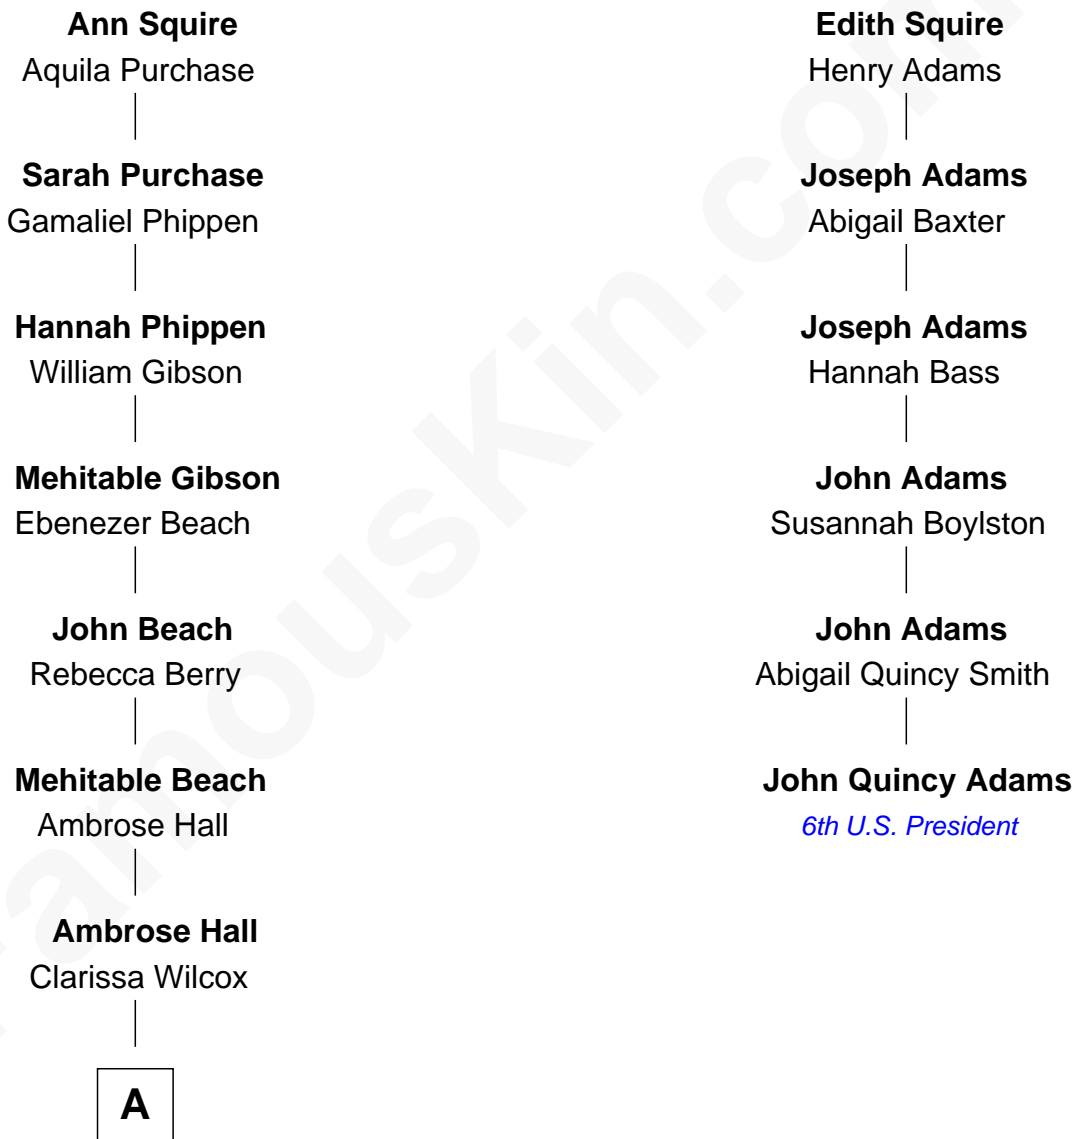 Ann Squire
Aquila Purchase
Sarah Purchase
Gamaliel Phippen
Hannah Phippen
William Gibson
Mehitable Gibson
Ebenezer Beach
John Beach
Rebecca Berry
Mehitable Beach
Ambrose Hall
Ambrose Hall
Clarissa Wilcox
A
Edith Squire
Henry Adams
Joseph Adams
Abigail Baxter
Joseph Adams
Hannah Bass
John Adams
Susannah Boylston
John Adams
Abigail Quincy Smith
John Quincy Adams
6th U.S. President
FamousKin.com